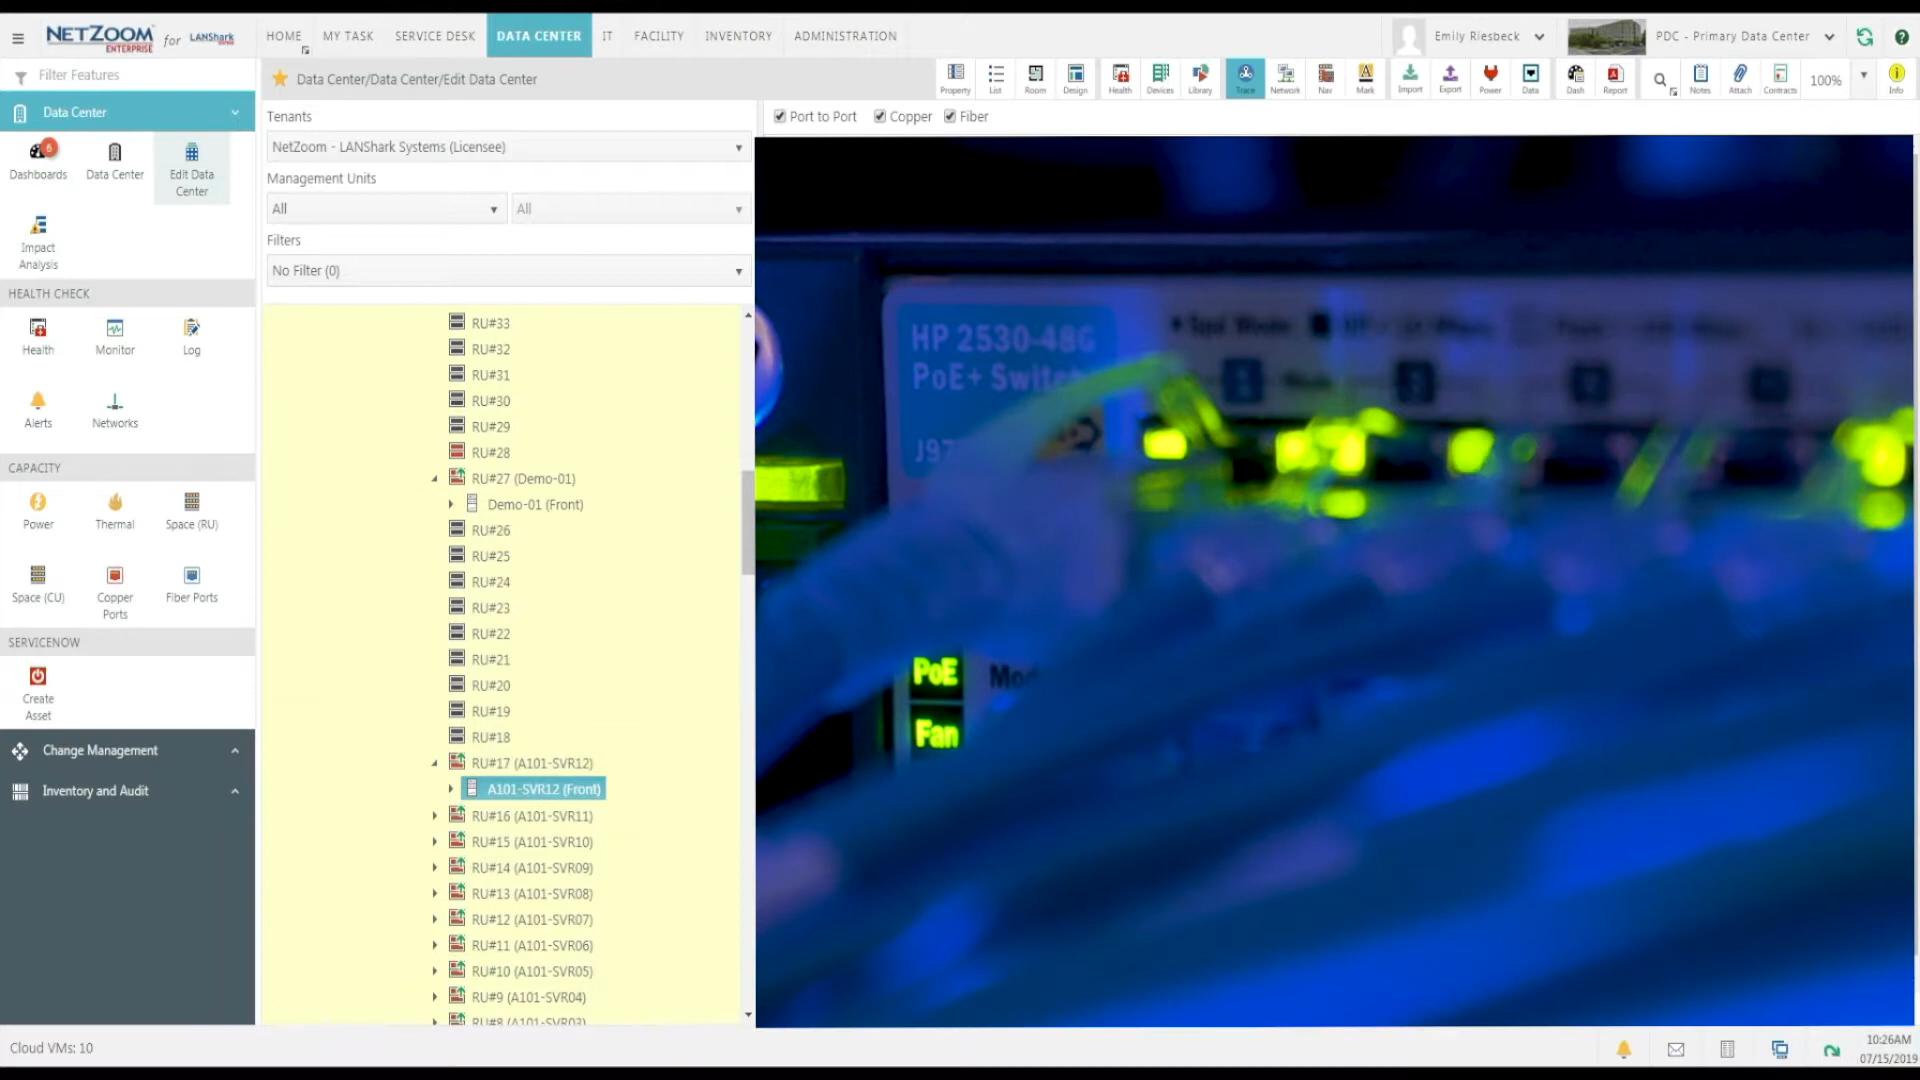 NETZOOM
ENTERPRISE
for
LANShark
HOME
MY TASK
SERVICE DESK
DATA CENTER
IT
FACILITY
INVENTORY
ADMINISTRATION
Emily Riesbeck
PDC - Primary Data Center
Filter Features
Data Center/Data Center/Edit Data Center
Property
List
Room
Design
Health
Devices
Library
Trace
Network
Nav
Mark
Import
Export
Power
Data
Dash
Report
Notes
Attach
Contracts
100%
Info
Data Center
6
Dashboards
Data Center
Edit Data
Center
Impact
Analysis
HEALTH CHECK
Health
Monitor
Log
Alerts
Networks
CAPACITY
Power
Thermal
Space (RU)
Space (CU)
Copper
Ports
Fiber Ports
SERVICENOW
Create
Asset
Change Management
Inventory and Audit
Tenants
NetZoom - LANShark Systems (Licensee)
Management Units
All
All
Filters
No Filter (0)
RU#33
RU#32
RU#31
RU#30
RU#29
RU#28
RU#27 (Demo-01)
Demo-01 (Front)
RU#26
RU#25
RU#24
RU#23
RU#22
RU#21
RU#20
RU#19
RU#18
RU#17 (A101-SVR12)
A101-SVR12 (Front)
RU#16 (A101-SVR11)
RU#15 (A101-SVR10)
RU#14 (A101-SVR09)
RU#13 (A101-SVR08)
RU#12 (A101-SVR07)
RU#11 (A101-SVR06)
RU#10 (A101-SVR05)
RU#9 (A101-SVR04)
RU#8 (A101-SVR03)
Port to Port
Copper
Fiber
HP 2530-48G
PoE+ Switch
J97
PoE
Fan
Cloud VMs: 10
10:26AM
07/15/2019